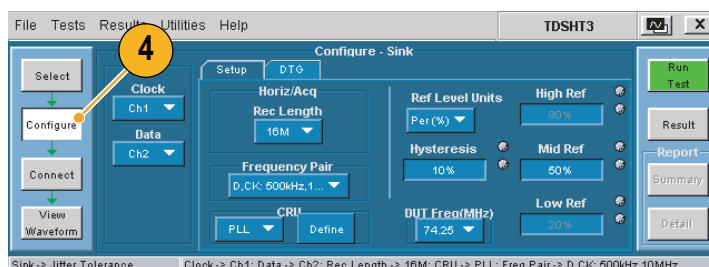 File Tests Results Utilities Help TDSHT3 X
4
Configure - Sink
Select
Configure
Connect
View
Waveform
Clock
Ch1
Data
Ch2
Setup DTG
Horiz/Acq
Rec Length
16M
Frequency Pair
D,CK: 500kHz,1...
CRU
PLL Define
Ref Level Units
Per(%)
Hysteresis
10%
DUT Freq(MHz)
74.25
High Ref
80%
Mid Ref
50%
Low Ref
20%
Run
Test
Result
Report
Summary
Detail
Sink-> Jitter Tolerance Clock-> Ch1: Data-> Ch2: Rec Length-> 16M: CRU-> PLL: Freq Pair-> D,CK: 500kHz 10MHz